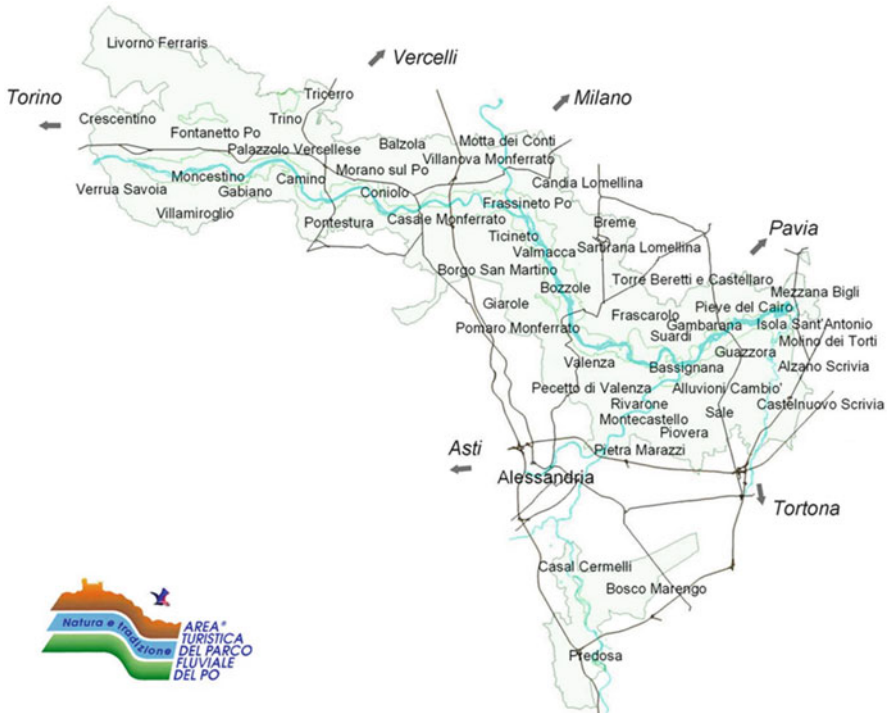 Livorno Ferraris
Vercelli
Torino
Tricerro
Milano
Crescentino
Trino
Fontanetto Po
Balzola
Motta dei Conti
Palazzolo Vercellese
Villanova Monferrato
Morano sul Po
Verrua Savoia
Moncestino
Camino
Candia Lomellina
Gabiano
Coniolo
Villamiroglio
Frassineto Po
Pontestura
Casale Monferrato
Breme
Ticineto
Sartirana Lomellina
Pavia
Valmacca
Borgo San Martino
Torre Beretti e Castellaro
Bozzole
Mezzana Bigli
Giarole
Pieve del Cairo
Frascarolo
Gambarana
Isola Sant'Antonio
Pomaro Monferrato
Suardi
Molino dei Torti
Guazzora
Valenza
Bassignana
Alzano Scrivia
Pecetto di Valenza
Alluvioni Cambio'
Rivarone
Castelnuovo Scrivia
Montecastello
Sale
Piovera
Asti
Pietra Marazzi
Alessandria
Tortona
Casal Cermelli
Bosco Marengo
Predosa
Natura e tradizione
AREA®
TURISTICA
DEL PARCO
FLUVIALE
DEL PO